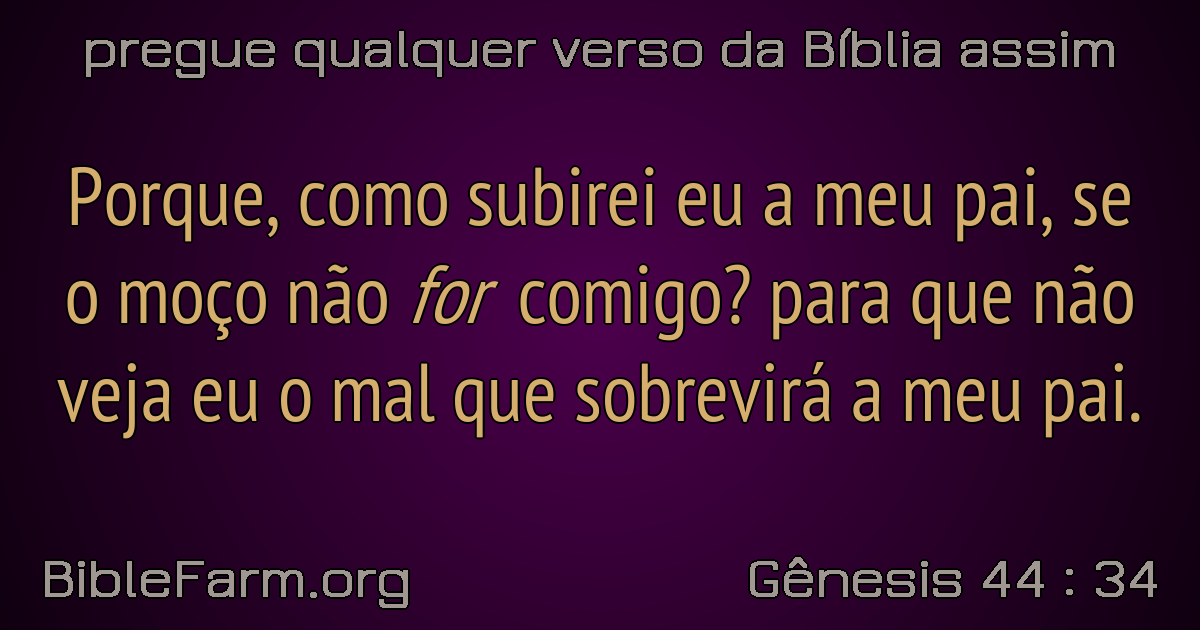 pregue qualquer verso da Bíblia assim
Porque, como subirei eu a meu pai, se
o moço não for comigo? para que não
veja eu o mal que sobrevirá a meu pai.
BibleFarm.org
Gênesis 44 : 34